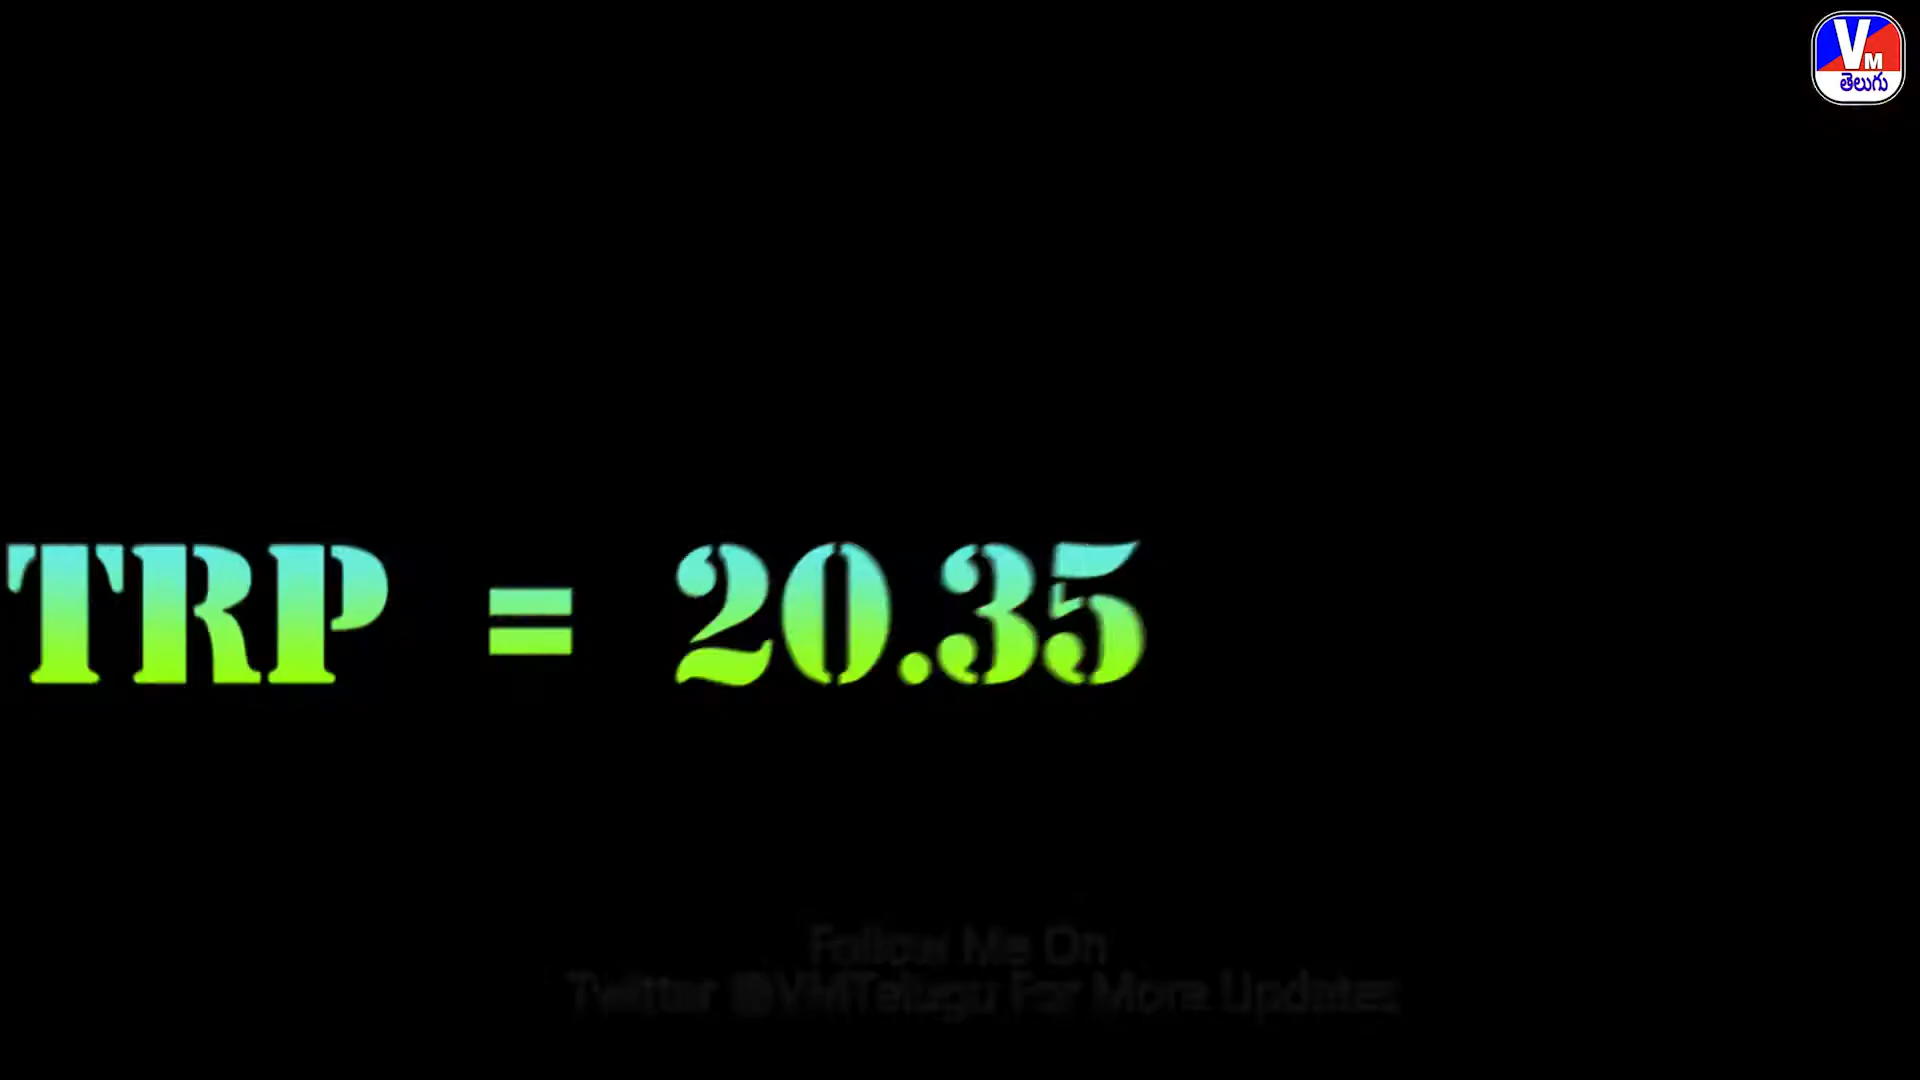 VM
తెలుగు
TRP = 20.35
Follow Me On
Twitter @VMTelugu For More Updates